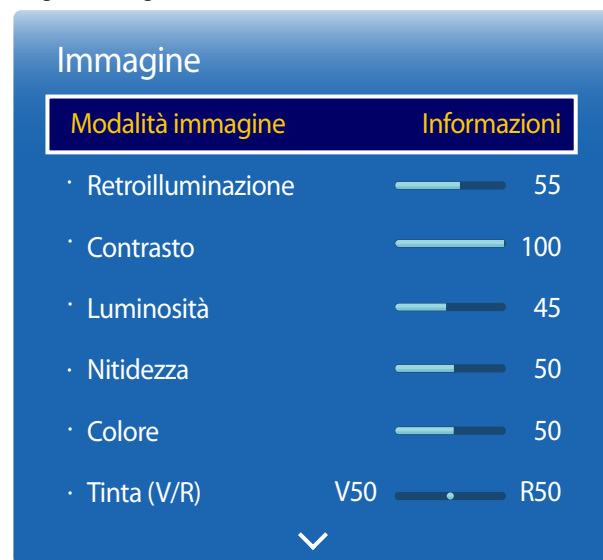 Immagine
Modalità immagine Informazioni
· Retroilluminazione 55
· Contrasto 100
· Luminosità 45
· Nitidezza 50
· Colore 50
· Tinta (V/R) V50 R50